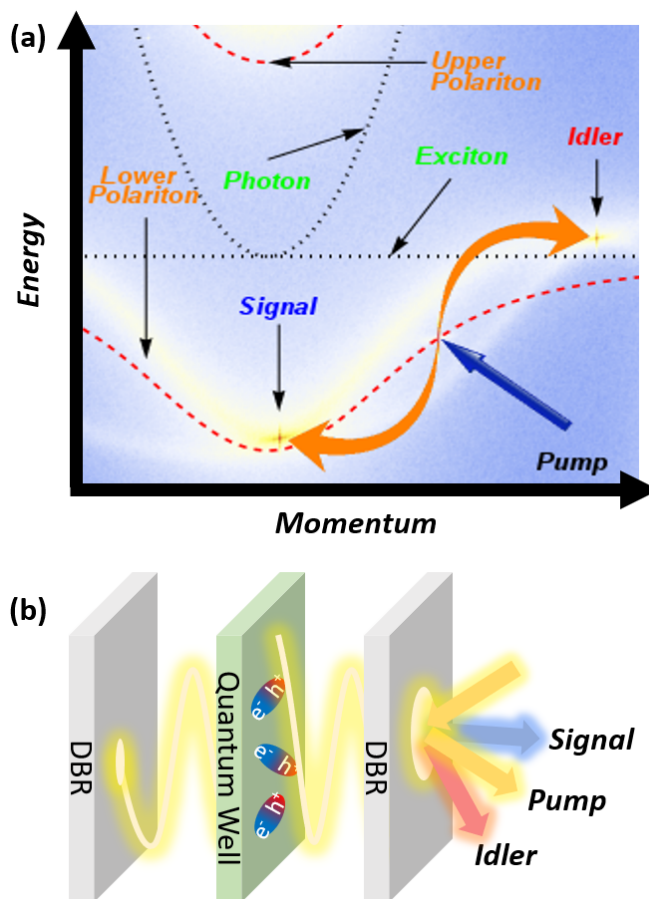 (a)
Upper
Polariton
Idler
Photon
Exciton
Lower
Polariton
Energy
Signal
Pump
Momentum
(b)
DBR
Quantum Well
e- h+
e- h+
e- h+
DBR
Signal
Pump
Idler